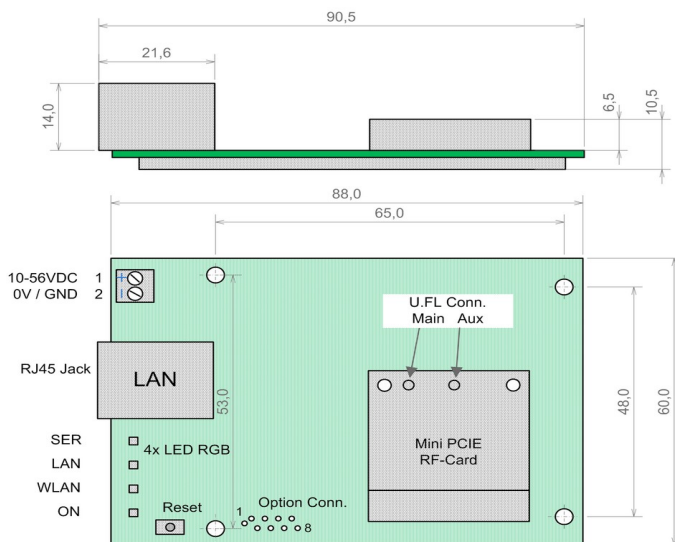 90,5
21,6
14,0
6,5
10,5
88,0
65,0
10-56VDC 1 +
0V / GND 2 -
U.FL Conn.
Main Aux
RJ45 Jack
LAN
53,0
48,0
60,0
Mini PCIE
RF-Card
SER
4x LED RGB
LAN
WLAN
ON
Reset
Option Conn.
1
8